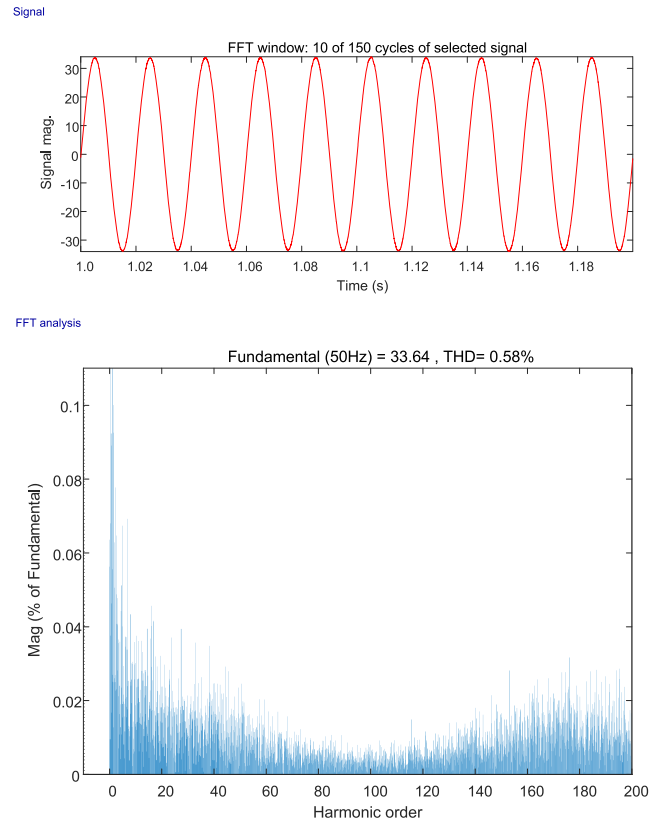 Signal
FFT window: 10 of 150 cycles of selected signal
Signal mag.
30
20
10
0
-10
-20
-30
1.0 1.02 1.04 1.06 1.08 1.1 1.12 1.14 1.16 1.18
Time (s)
FFT analysis
Fundamental (50Hz) = 33.64 , THD= 0.58%
Mag (% of Fundamental)
0.1
0.08
0.06
0.04
0.02
0
0 20 40 60 80 100 120 140 160 180 200
Harmonic order